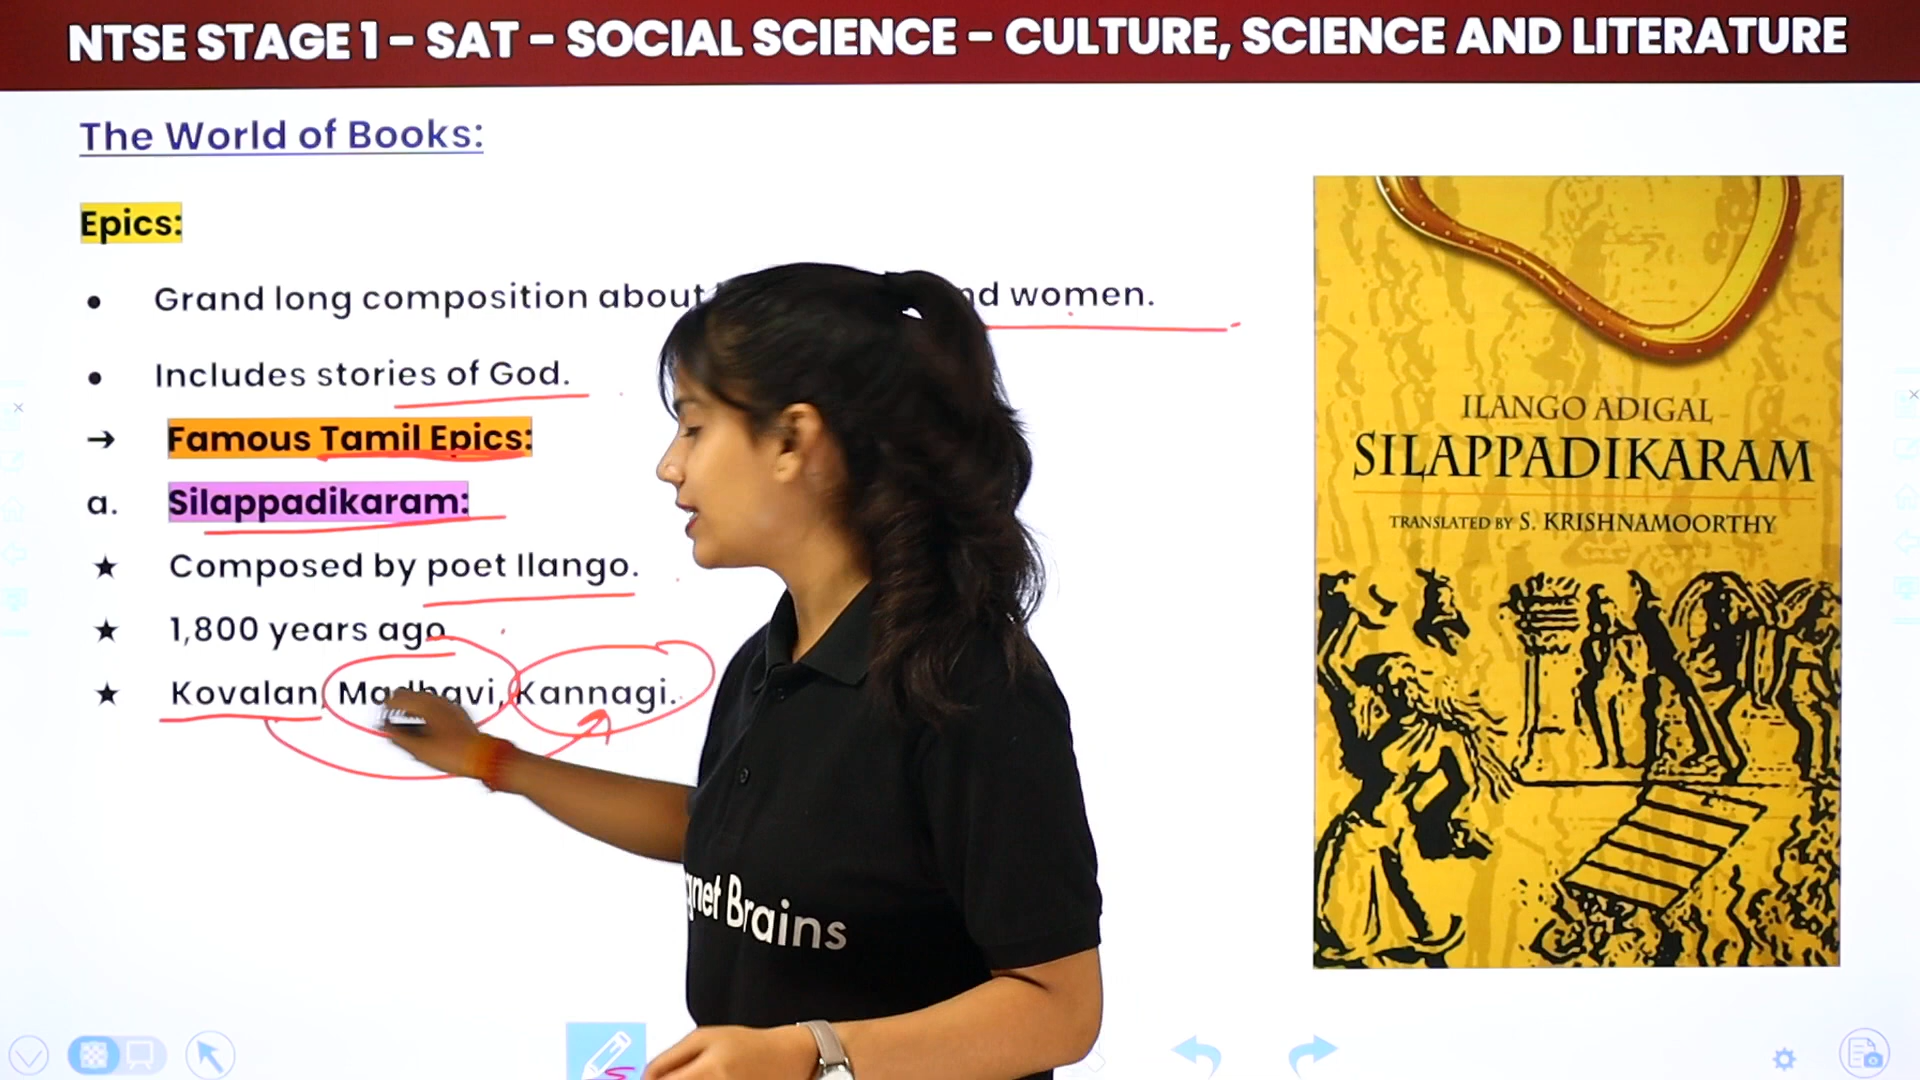 NTSE STAGE 1 – SAT – SOCIAL SCIENCE – CULTURE, SCIENCE AND LITERATURE
The World of Books:
Epics:
Grand long composition about women.
Includes stories of God.
Famous Tamil Epics:
a. Silappadikaram:
Composed by poet Ilango.
1,800 years ago
Kovalan, Madhavi, Kannagi.
ILANGO ADIGAL
SILAPPADIKARAM
TRANSLATED BY S. KRISHNAMOORTHY
Brains